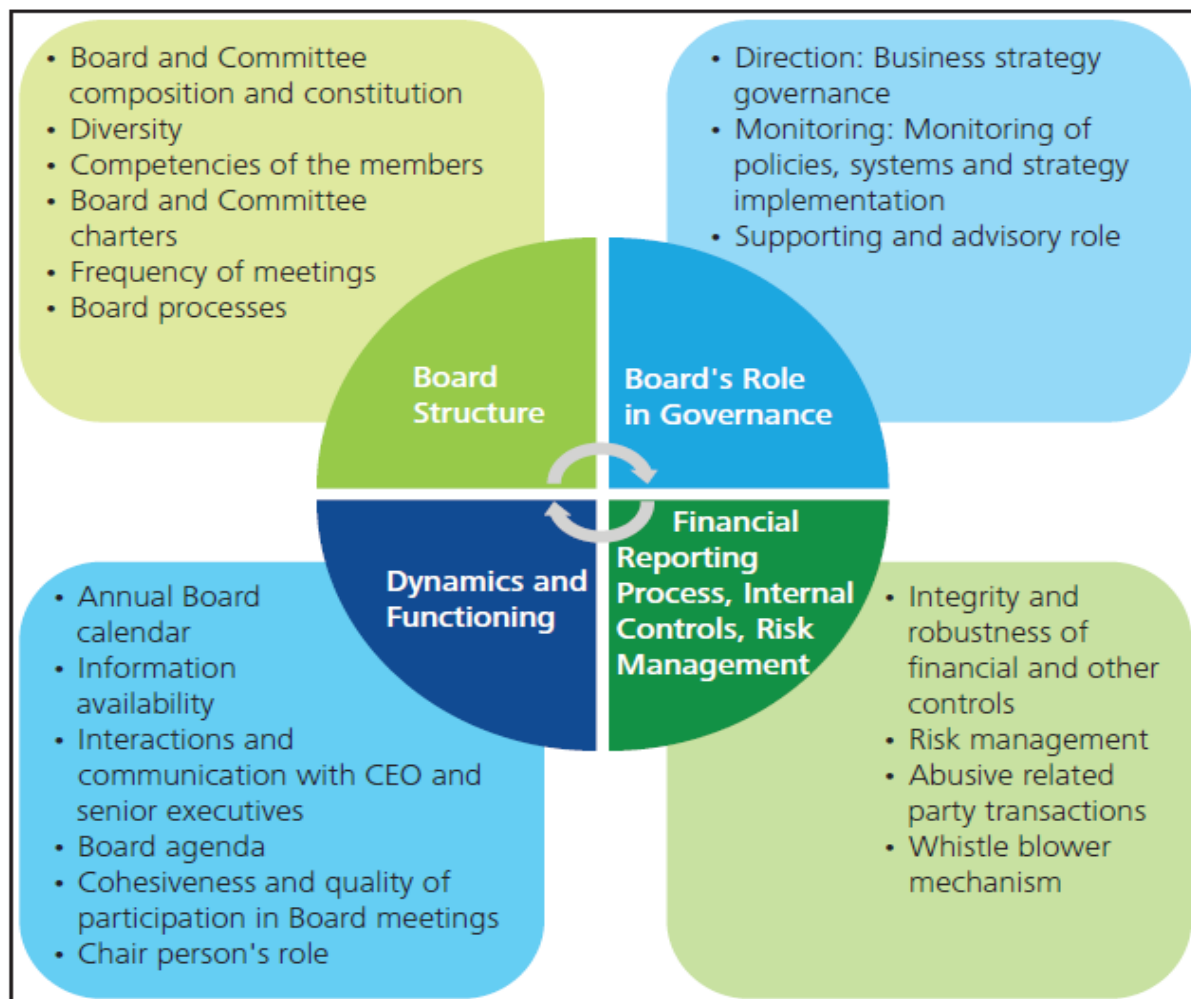 • Board and Committee
composition and constitution
• Diversity
• Competencies of the members
• Board and Committee
charters
• Frequency of meetings
• Board processes
• Direction: Business strategy
governance
• Monitoring: Monitoring of
policies, systems and strategy
implementation
• Supporting and advisory role
Board
Structure
Board's Role
in Governance
Dynamics and
Functioning
Financial
Reporting
Process, Internal
Controls, Risk
Management
• Annual Board
calendar
• Information
availability
• Interactions and
communication with CEO and
senior executives
• Board agenda
• Cohesiveness and quality of
participation in Board meetings
• Chair person's role
• Integrity and
robustness of
financial and other
controls
• Risk management
• Abusive related
party transactions
• Whistle blower
mechanism